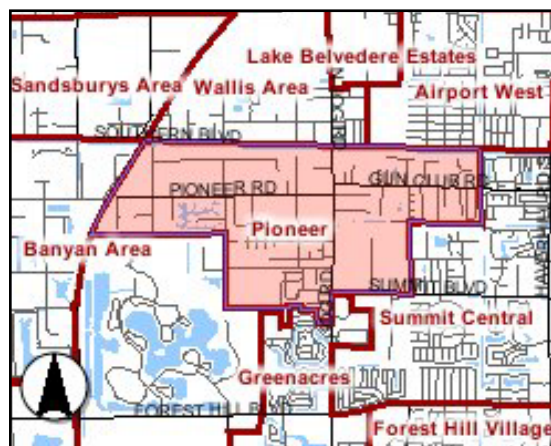 Lake Belvedere Estates
Sandsburys Area
Wallis Area
Airport West
SOUTHERN BLVD
PIONEER RD
GUN CLUB RD
Pioneer
Banyan Area
SUMMIT BLVD
Summit Central
Greenacres
FOREST HILL BLVD
Forest Hill Village